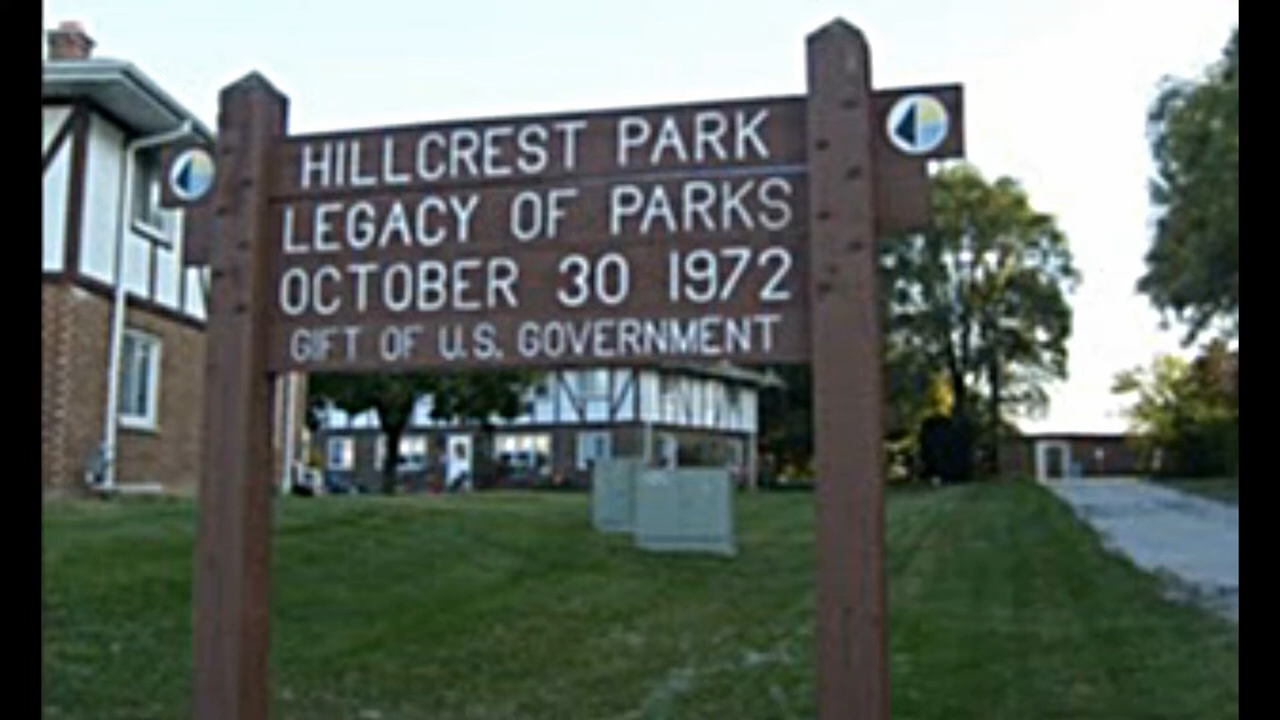 HILLCREST PARK
LEGACY OF PARKS
OCTOBER 30 1972
GIFT OF U.S. GOVERNMENT